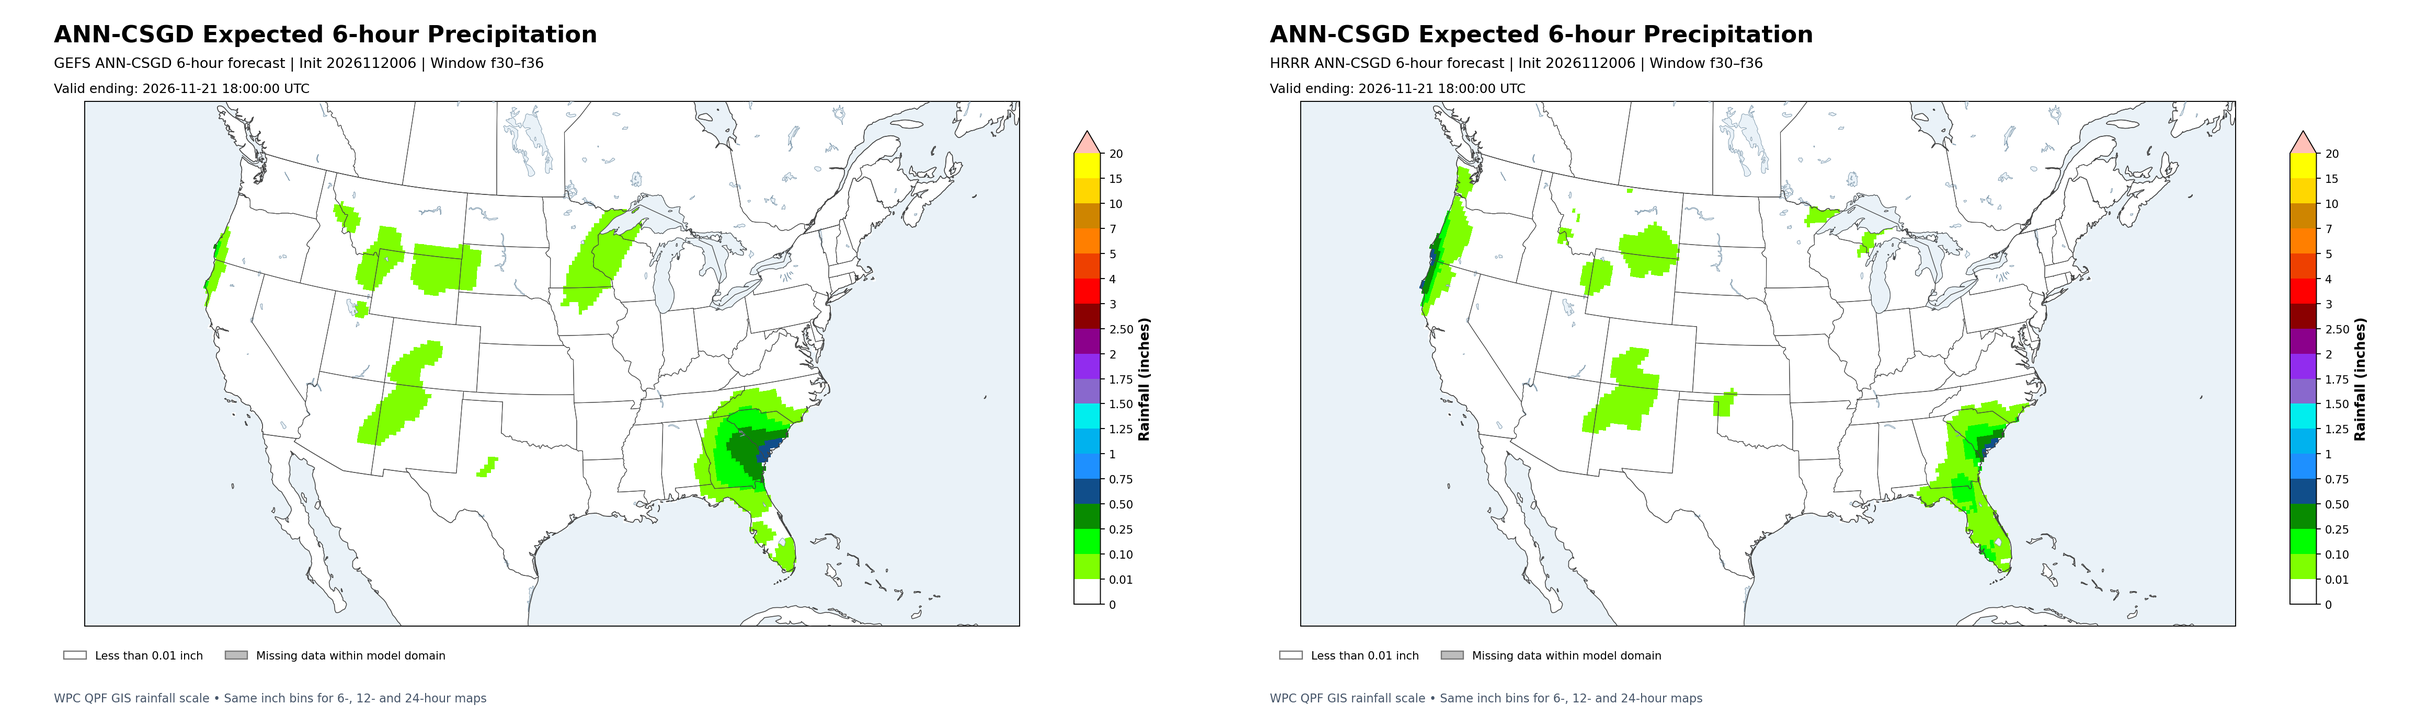 ANN-CSGD Expected 6-hour Precipitation
GEFS ANN-CSGD 6-hour forecast | Init 2026112006 | Window f30–f36
Valid ending: 2026-11-21 18:00:00 UTC
20
15
10
7
5
4
3
2.50
2
1.75
1.50
1.25
1
0.75
0.50
0.25
0.10
0.01
0
Rainfall (inches)
Less than 0.01 inch
Missing data within model domain
WPC QPF GIS rainfall scale • Same inch bins for 6-, 12- and 24-hour maps
ANN-CSGD Expected 6-hour Precipitation
HRRR ANN-CSGD 6-hour forecast | Init 2026112006 | Window f30–f36
Valid ending: 2026-11-21 18:00:00 UTC
20
15
10
7
5
4
3
2.50
2
1.75
1.50
1.25
1
0.75
0.50
0.25
0.10
0.01
0
Rainfall (inches)
Less than 0.01 inch
Missing data within model domain
WPC QPF GIS rainfall scale • Same inch bins for 6-, 12- and 24-hour maps